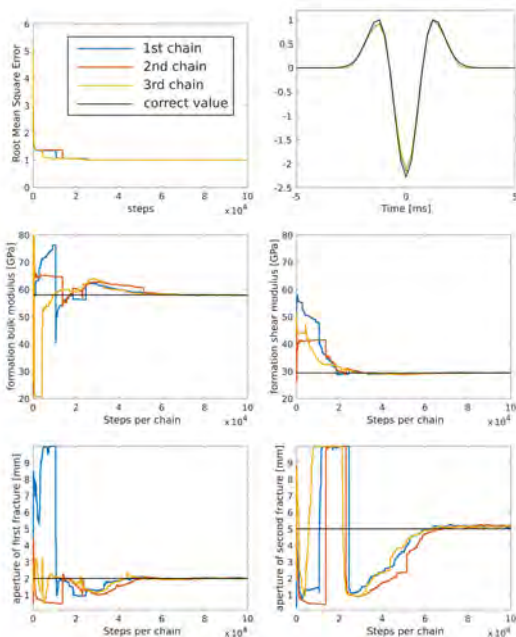 Root Mean Square Error
6
5
4
3
2
1
0
1st chain
2nd chain
3rd chain
correct value
0 2 4 6 8 10
steps
1
0.5
0
-0.5
-1
-1.5
-2
-2.5
-5 0 5
Time [ms]
formation bulk modulus [GPa]
80
70
60
50
40
30
20
0 2 4 6 8 10
Steps per chain
×10⁴
formation shear modulus [GPa]
80
70
60
50
40
30
20
0 2 4 6 8 10
Steps per chain
×10⁴
aperture of first fracture [mm]
9
8
7
6
5
4
3
2
1
0 2 4 6 8 10
Steps per chain
aperture of second fracture [mm]
9
8
7
6
5
4
3
2
1
0 2 4 6 8 10
Steps per chain